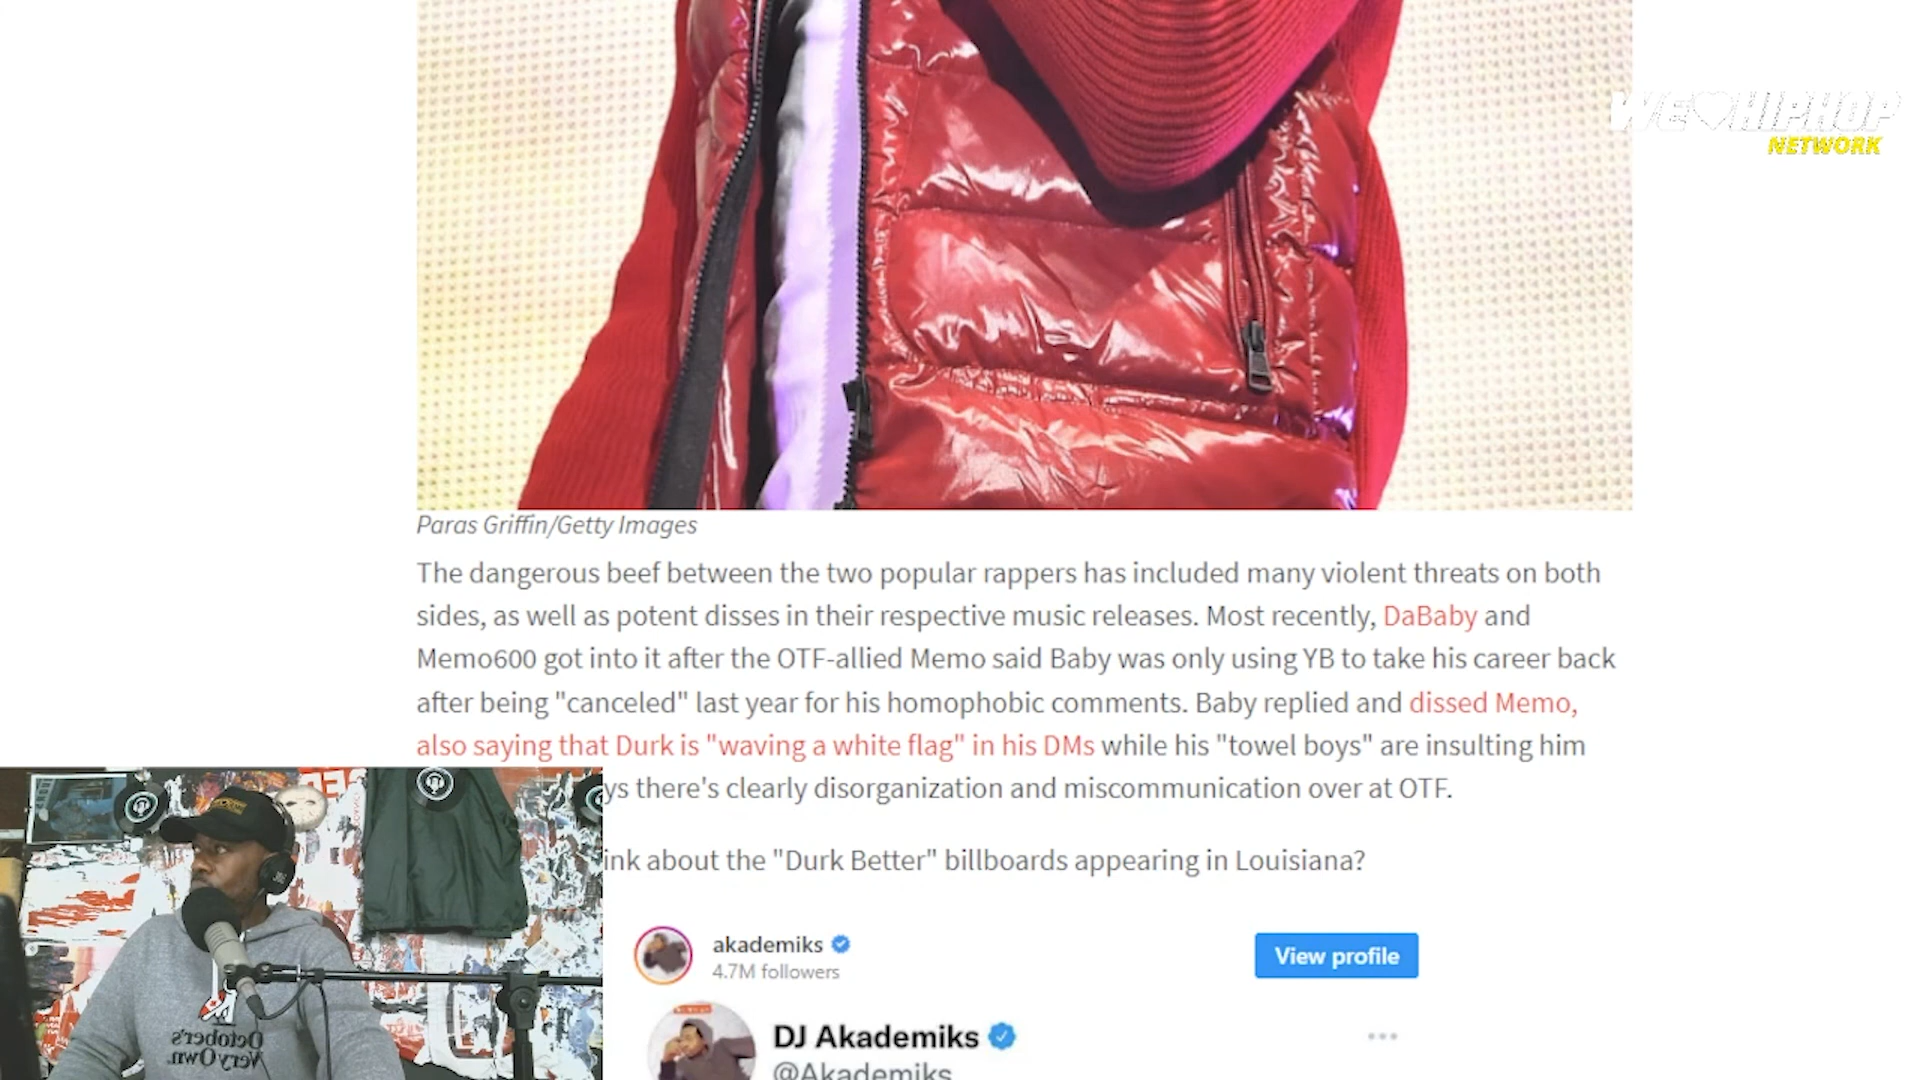 WE HIPHOP
NETWORK
Paras Griffin/Getty Images
The dangerous beef between the two popular rappers has included many violent threats on both
sides, as well as potent disses in their respective music releases. Most recently, DaBaby and
Memo600 got into it after the OTF-allied Memo said Baby was only using YB to take his career back
after being "canceled" last year for his homophobic comments. Baby replied and dissed Memo,
also saying that Durk is "waving a white flag" in his DMs while his "towel boys" are insulting him
ys there's clearly disorganization and miscommunication over at OTF.
ink about the "Durk Better" billboards appearing in Louisiana?
akademiks
4.7M followers
View profile
DJ Akademiks
@Akademiks
October's
Very Own.